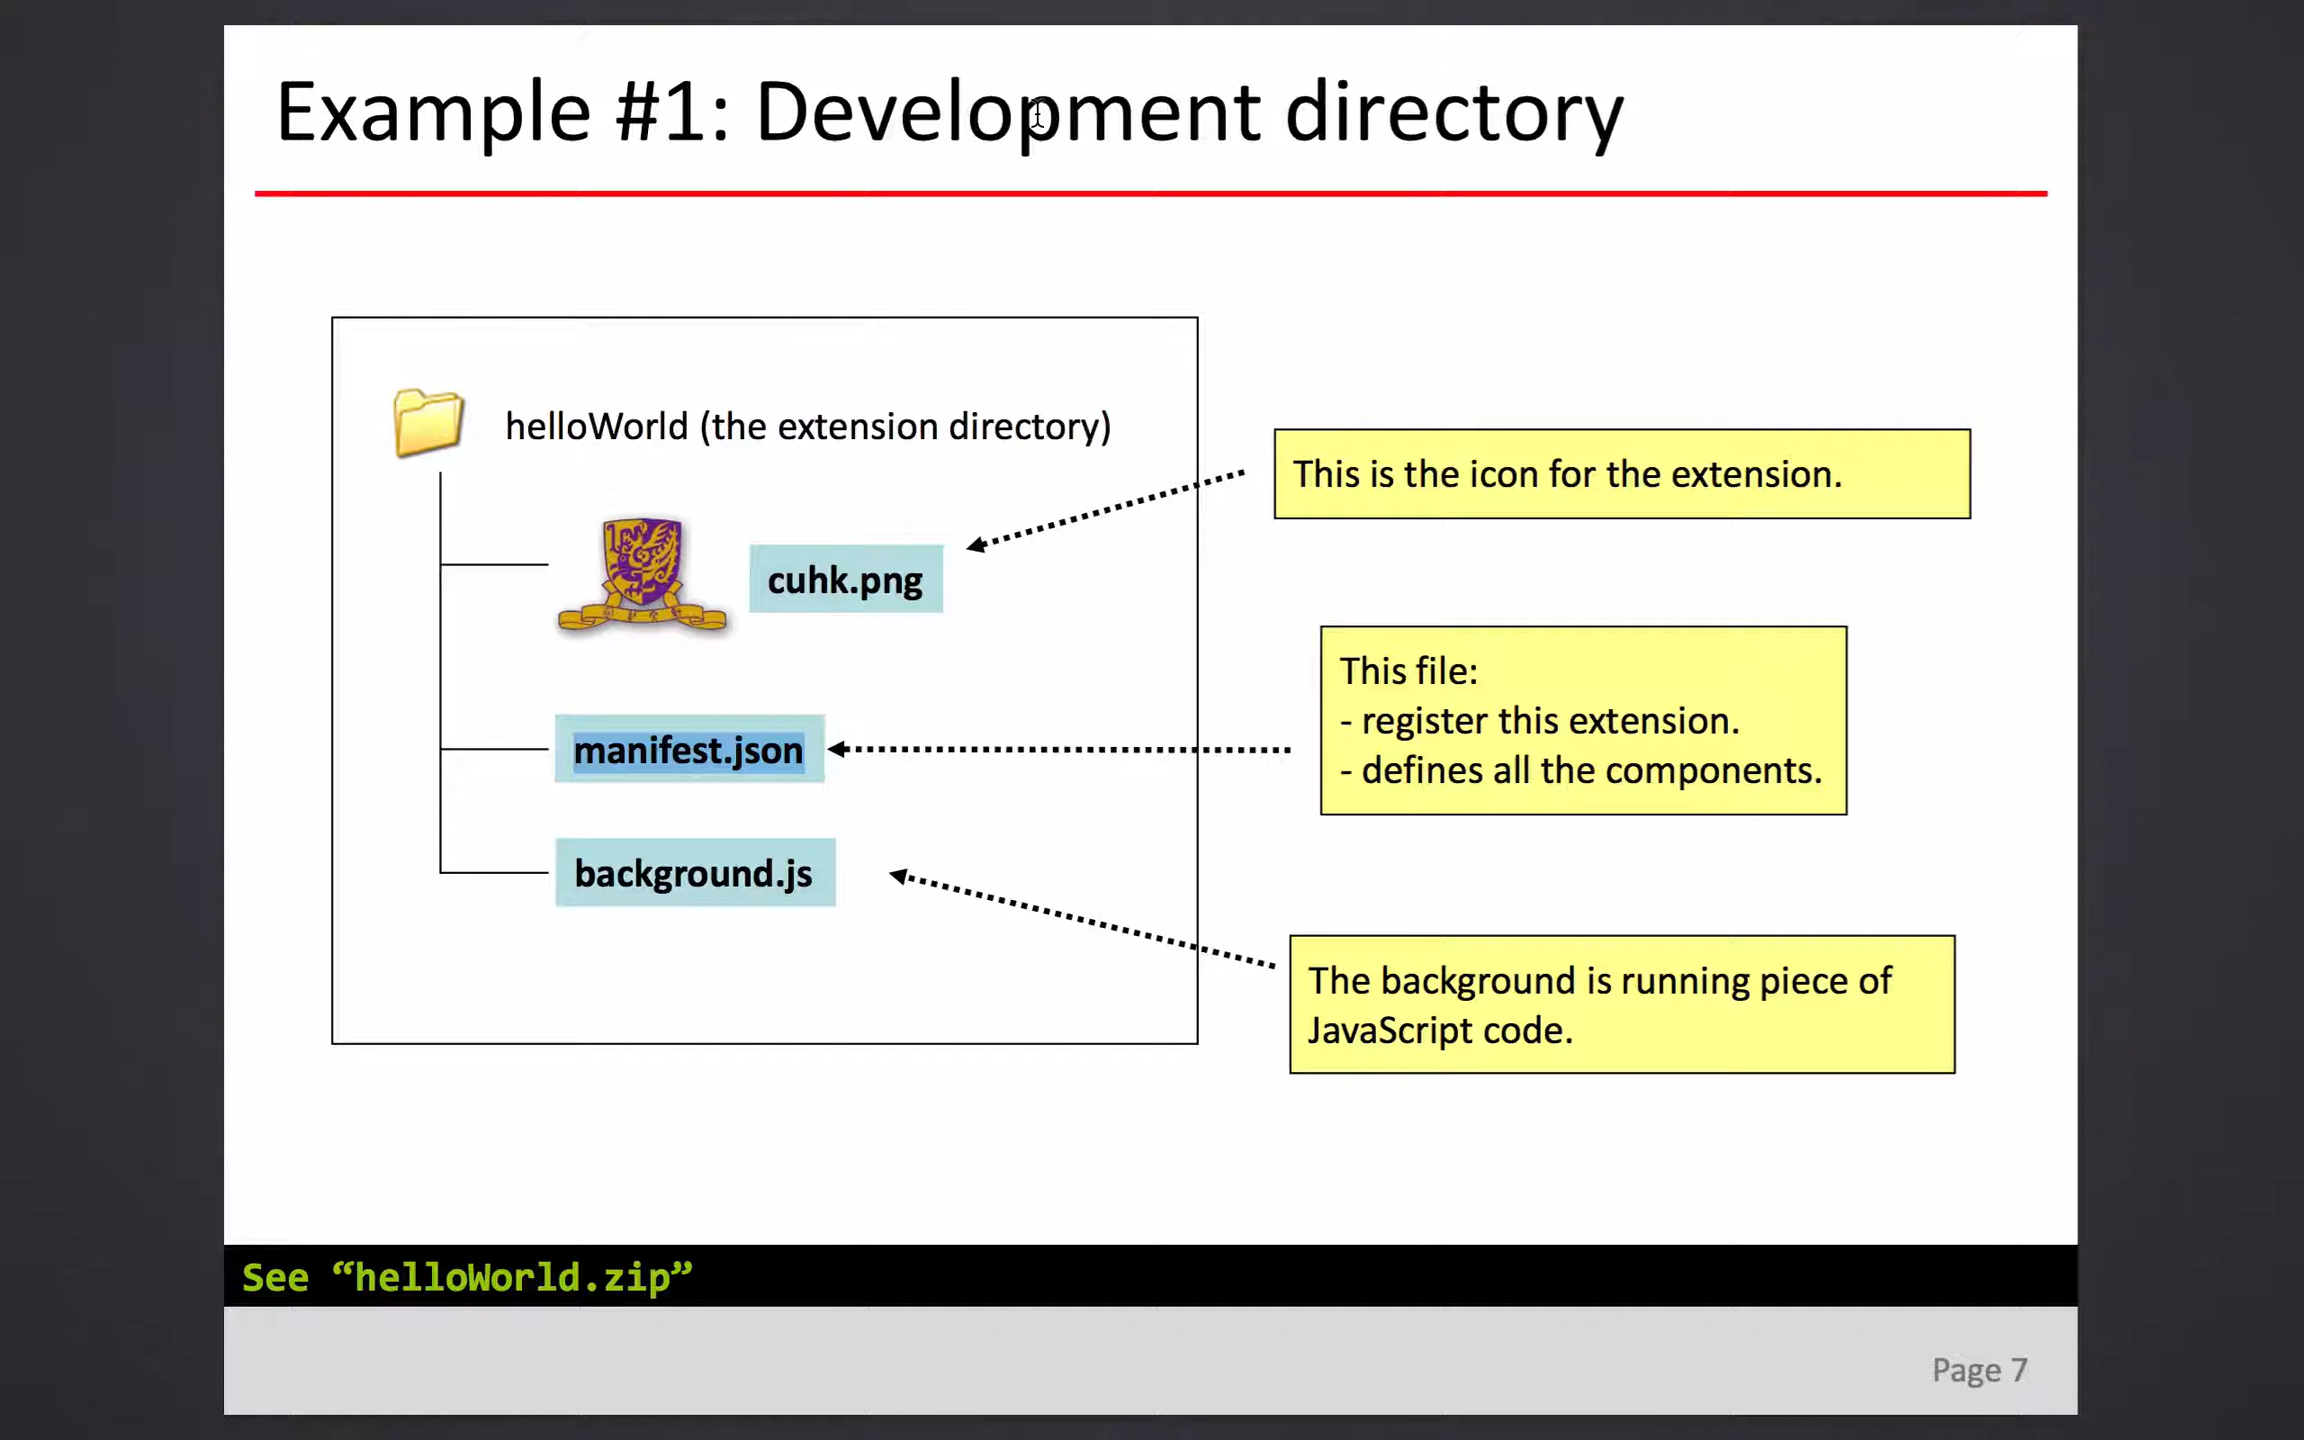 Example #1: Development directory
helloWorld (the extension directory)
This is the icon for the extension.
cuhk.png
This file:
- register this extension.
- defines all the components.
manifest.json
background.js
The background is running piece of
JavaScript code.
See “helloWorld.zip”
Page 7